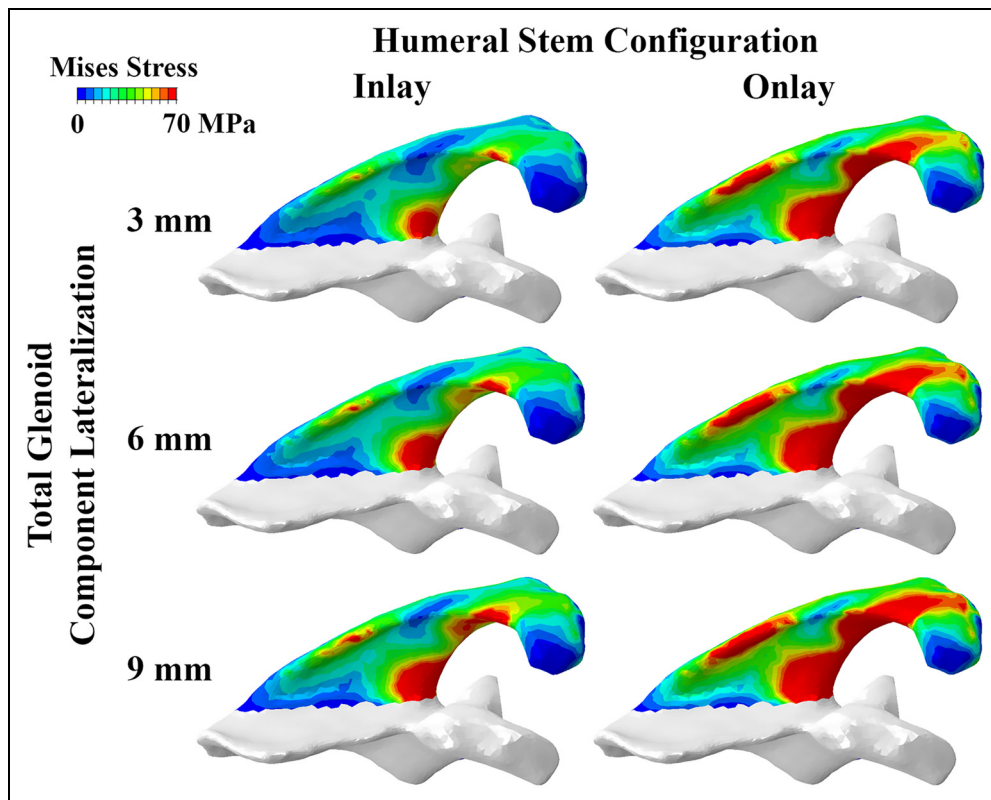 Humeral Stem Configuration
Mises Stress
0 70 MPa
Inlay Onlay
3 mm
6 mm
9 mm
Total Glenoid
Component Lateralization